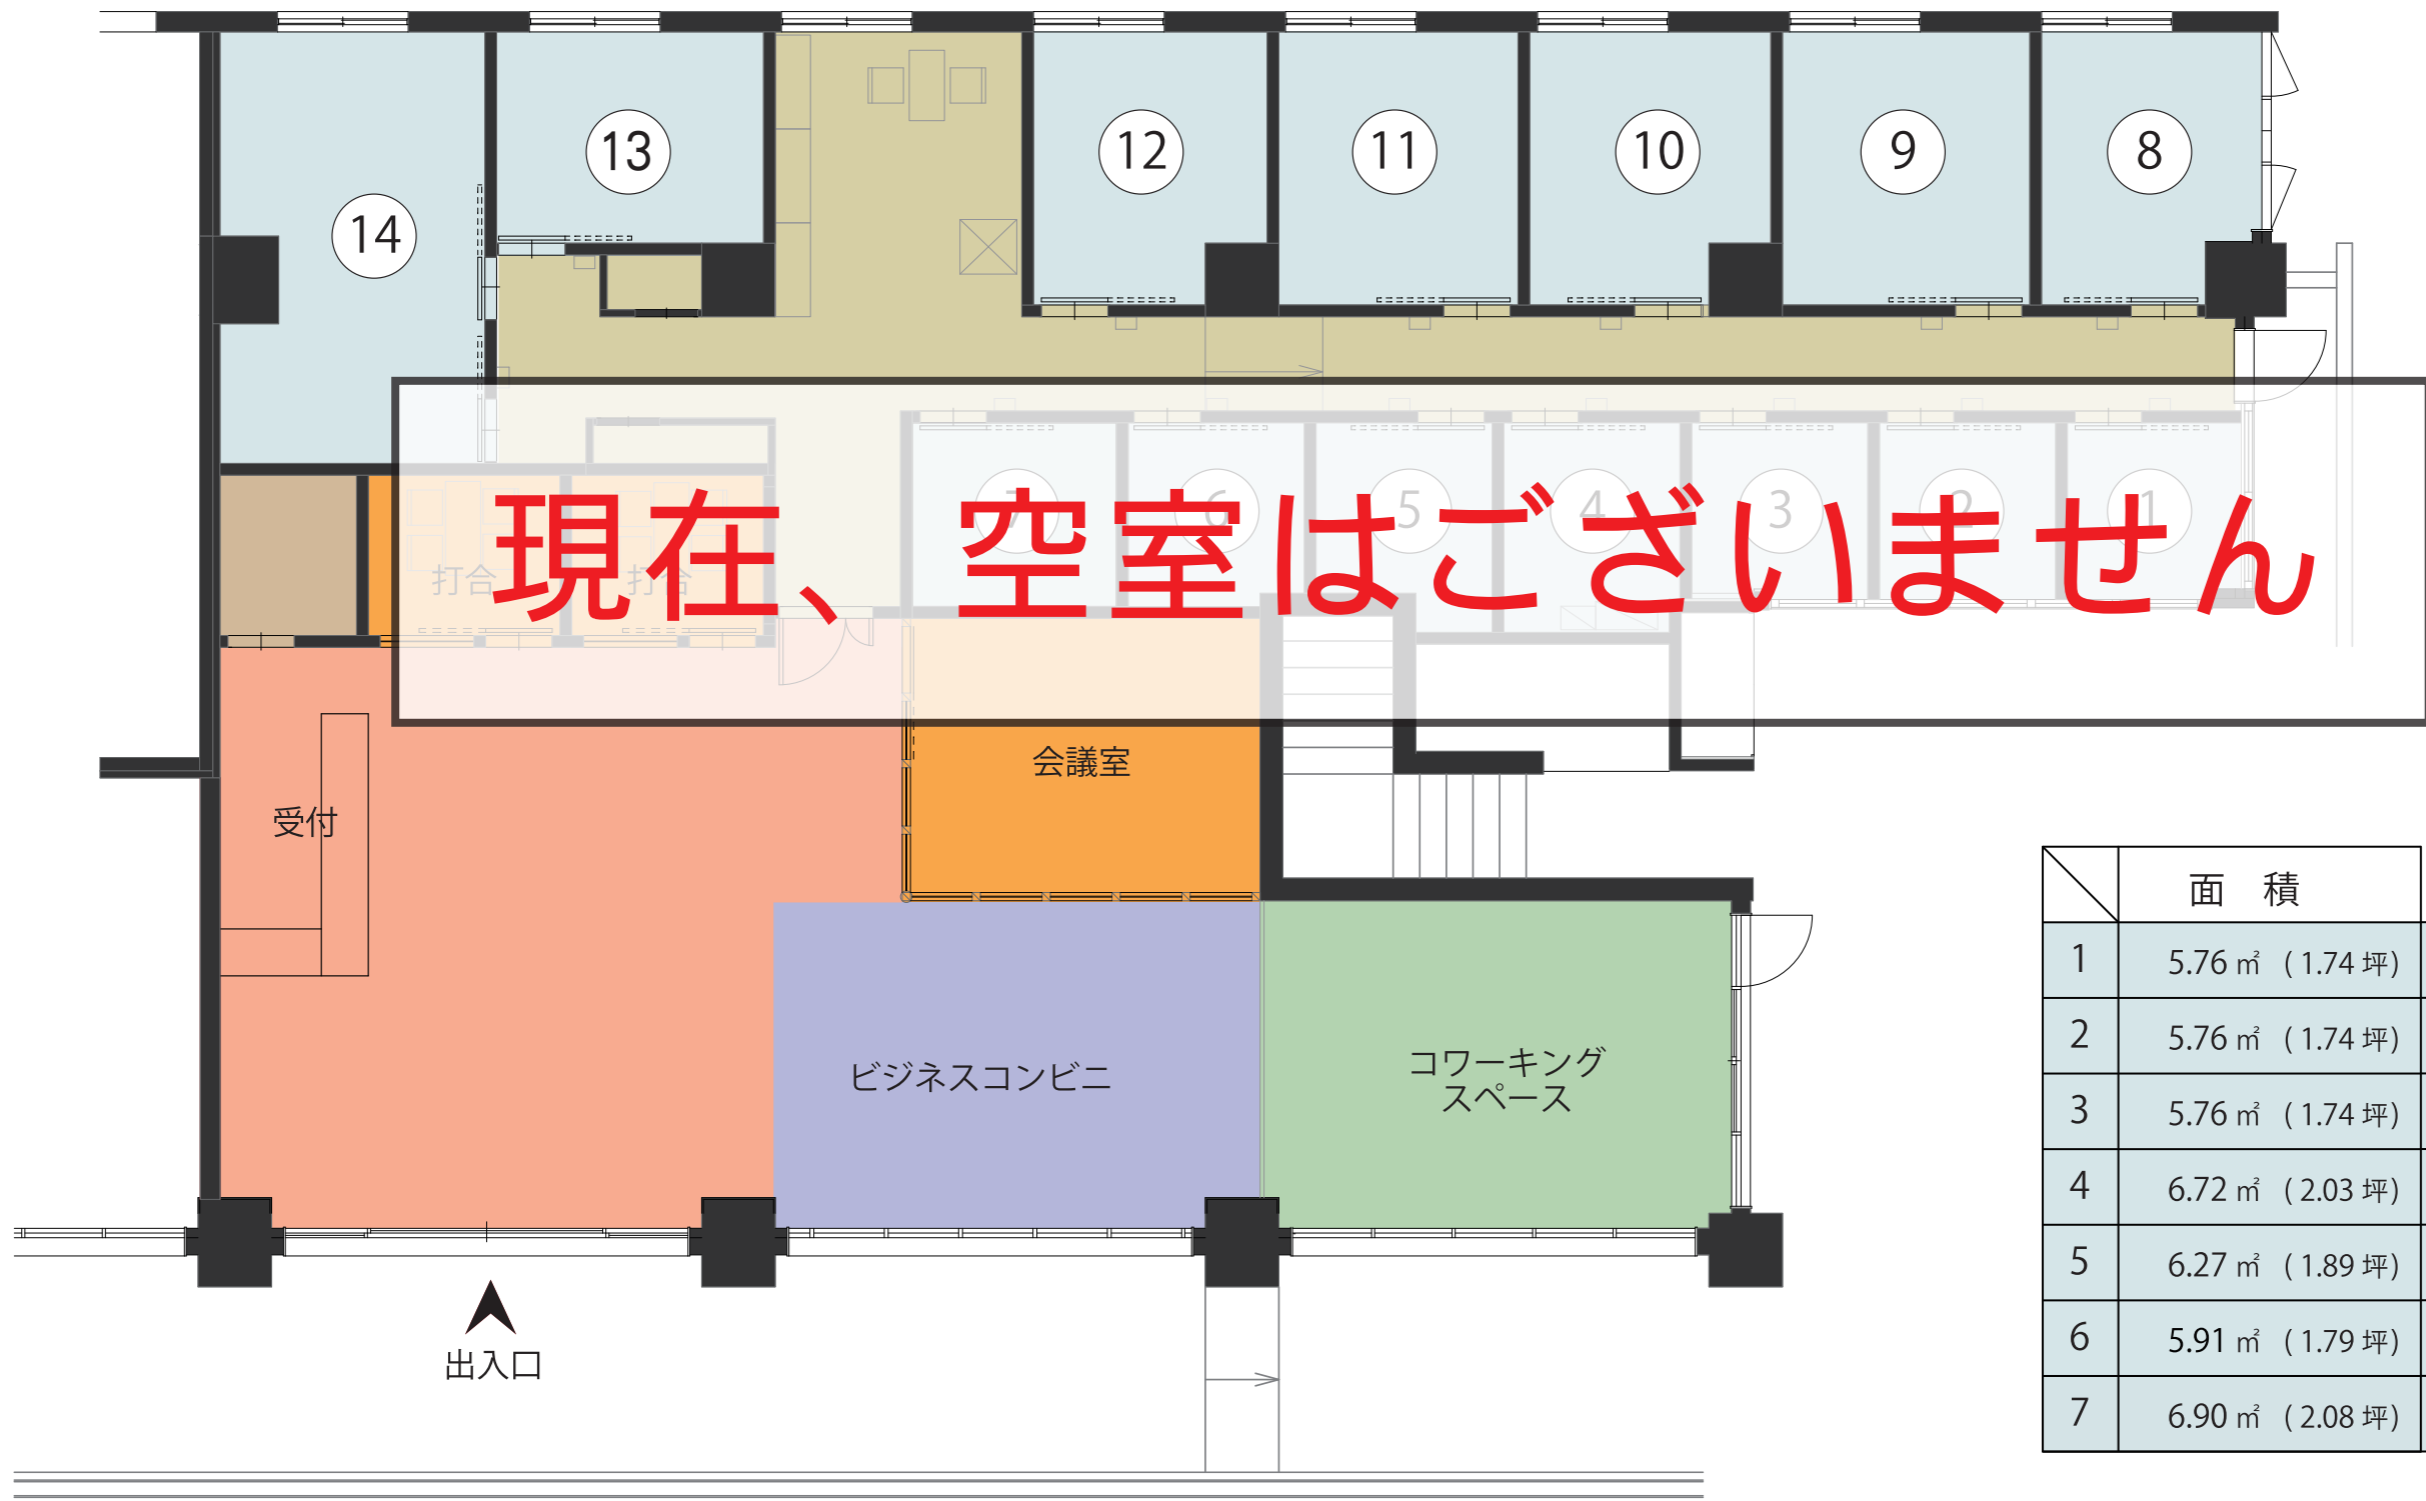 13
12
11
10
9
8
14
7
6
5
4
3
2
1
打合
打合
現在、空室はございません
会議室
受付
ビジネスコンビニ
コワーキング
スペース
出入口
面 積
1 5.76 ㎡ ( 1.74 坪)
2 5.76 ㎡ ( 1.74 坪)
3 5.76 ㎡ ( 1.74 坪)
4 6.72 ㎡ ( 2.03 坪)
5 6.27 ㎡ ( 1.89 坪)
6 5.91 ㎡ ( 1.79 坪)
7 6.90 ㎡ ( 2.08 坪)